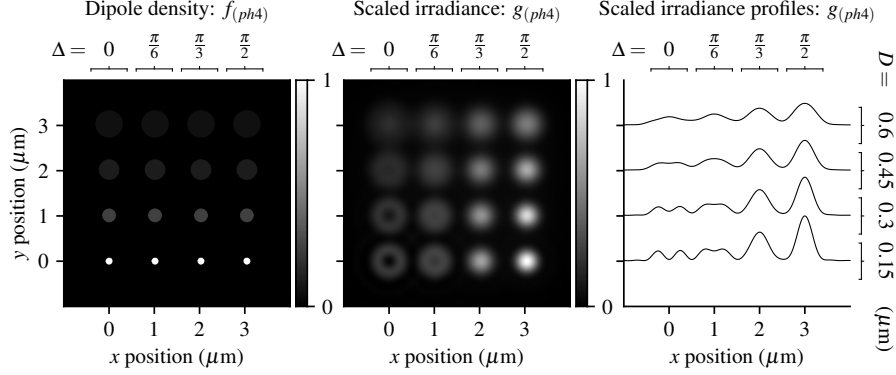 Dipole density: f(ph4)
Δ = 0 π/6 π/3 π/2
1
3
2
1
0
0
0 1 2 3
x position (μm)
y position (μm)
Scaled irradiance: g(ph4)
Δ = 0 π/6 π/3 π/2
1
0
0 1 2 3
x position (μm)
Scaled irradiance profiles: g(ph4)
Δ = 0 π/6 π/3 π/2
0 1 2 3
x position (μm)
D = 0.6 0.45 0.3 0.15 (μm)